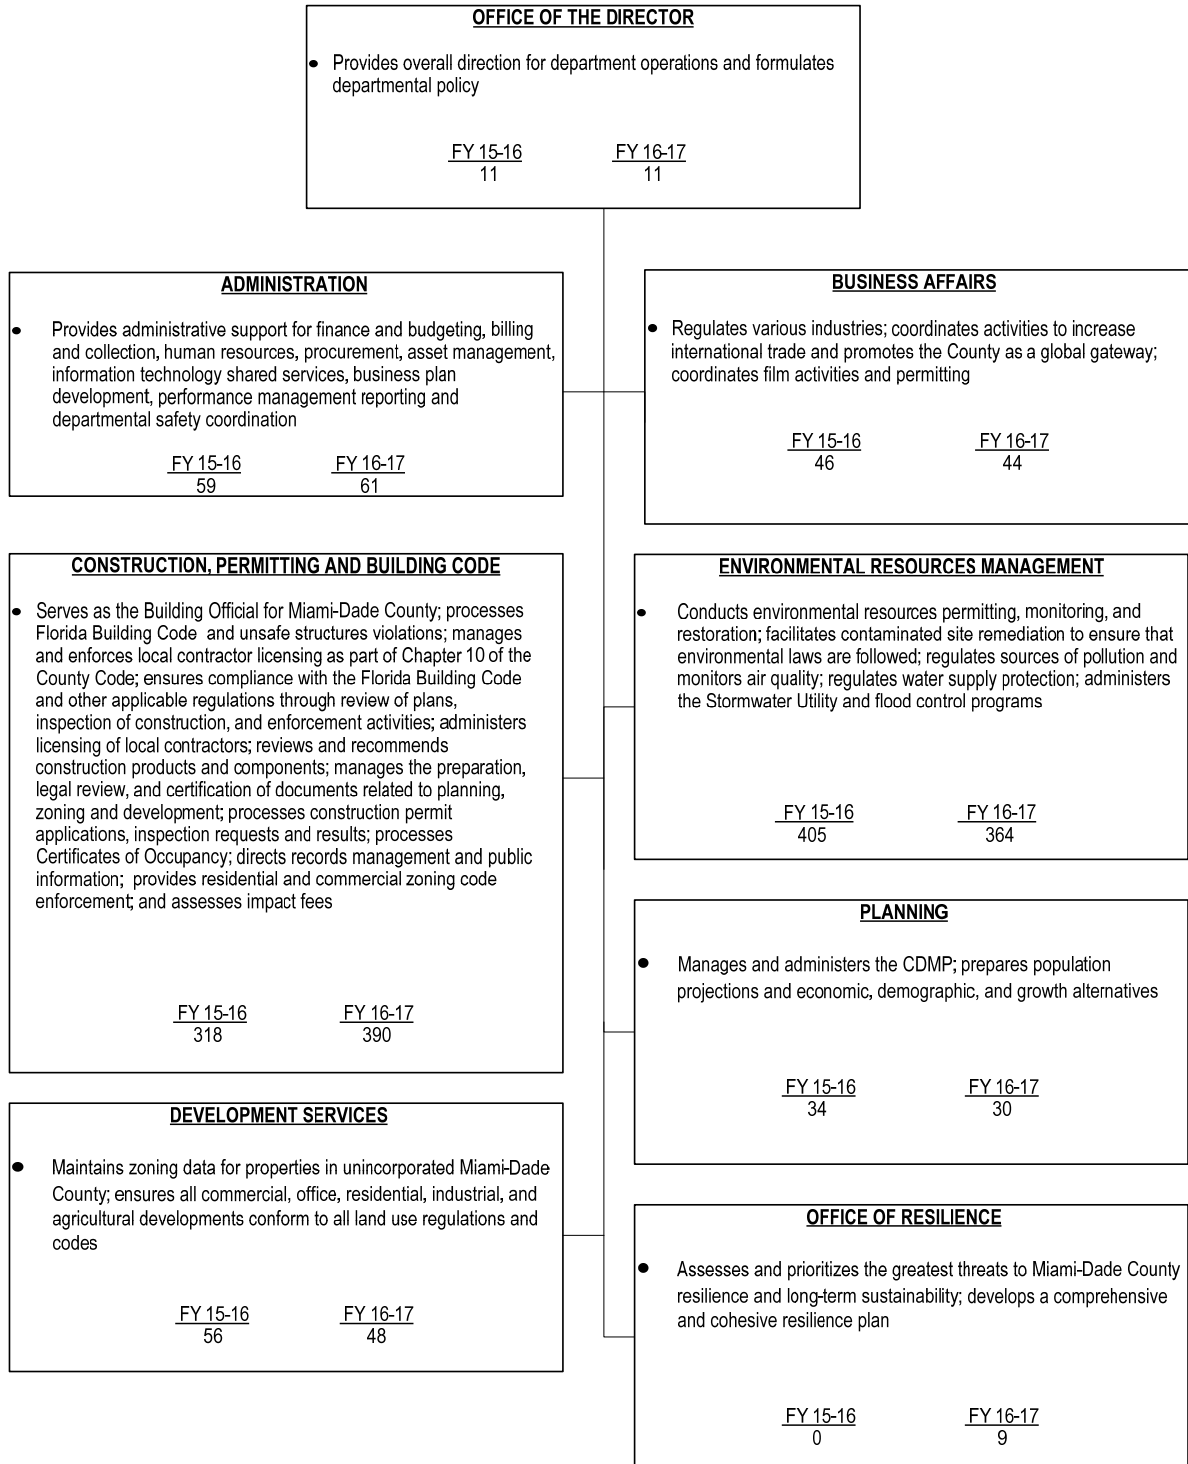 OFFICE OF THE DIRECTOR
• Provides overall direction for department operations and formulates
departmental policy
FY 15-16 FY 16-17
11 11
ADMINISTRATION
• Provides administrative support for finance and budgeting, billing
and collection, human resources, procurement, asset management,
information technology shared services, business plan
development, performance management reporting and
departmental safety coordination
FY 15-16 FY 16-17
59 61
BUSINESS AFFAIRS
• Regulates various industries; coordinates activities to increase
international trade and promotes the County as a global gateway;
coordinates film activities and permitting
FY 15-16 FY 16-17
46 44
CONSTRUCTION, PERMITTING AND BUILDING CODE
• Serves as the Building Official for Miami-Dade County; processes
Florida Building Code and unsafe structures violations; manages
and enforces local contractor licensing as part of Chapter 10 of the
County Code; ensures compliance with the Florida Building Code
and other applicable regulations through review of plans,
inspection of construction, and enforcement activities; administers
licensing of local contractors; reviews and recommends
construction products and components; manages the preparation,
legal review, and certification of documents related to planning,
zoning and development; processes construction permit
applications, inspection requests and results; processes
Certificates of Occupancy; directs records management and public
information; provides residential and commercial zoning code
enforcement; and assesses impact fees
FY 15-16 FY 16-17
318 390
ENVIRONMENTAL RESOURCES MANAGEMENT
• Conducts environmental resources permitting, monitoring, and
restoration; facilitates contaminated site remediation to ensure that
environmental laws are followed; regulates sources of pollution and
monitors air quality; regulates water supply protection; administers
the Stormwater Utility and flood control programs
FY 15-16 FY 16-17
405 364
PLANNING
• Manages and administers the CDMP; prepares population
projections and economic, demographic, and growth alternatives
FY 15-16 FY 16-17
34 30
DEVELOPMENT SERVICES
• Maintains zoning data for properties in unincorporated Miami-Dade
County; ensures all commercial, office, residential, industrial, and
agricultural developments conform to all land use regulations and
codes
FY 15-16 FY 16-17
56 48
OFFICE OF RESILIENCE
• Assesses and prioritizes the greatest threats to Miami-Dade County
resilience and long-term sustainability; develops a comprehensive
and cohesive resilience plan
FY 15-16 FY 16-17
0 9